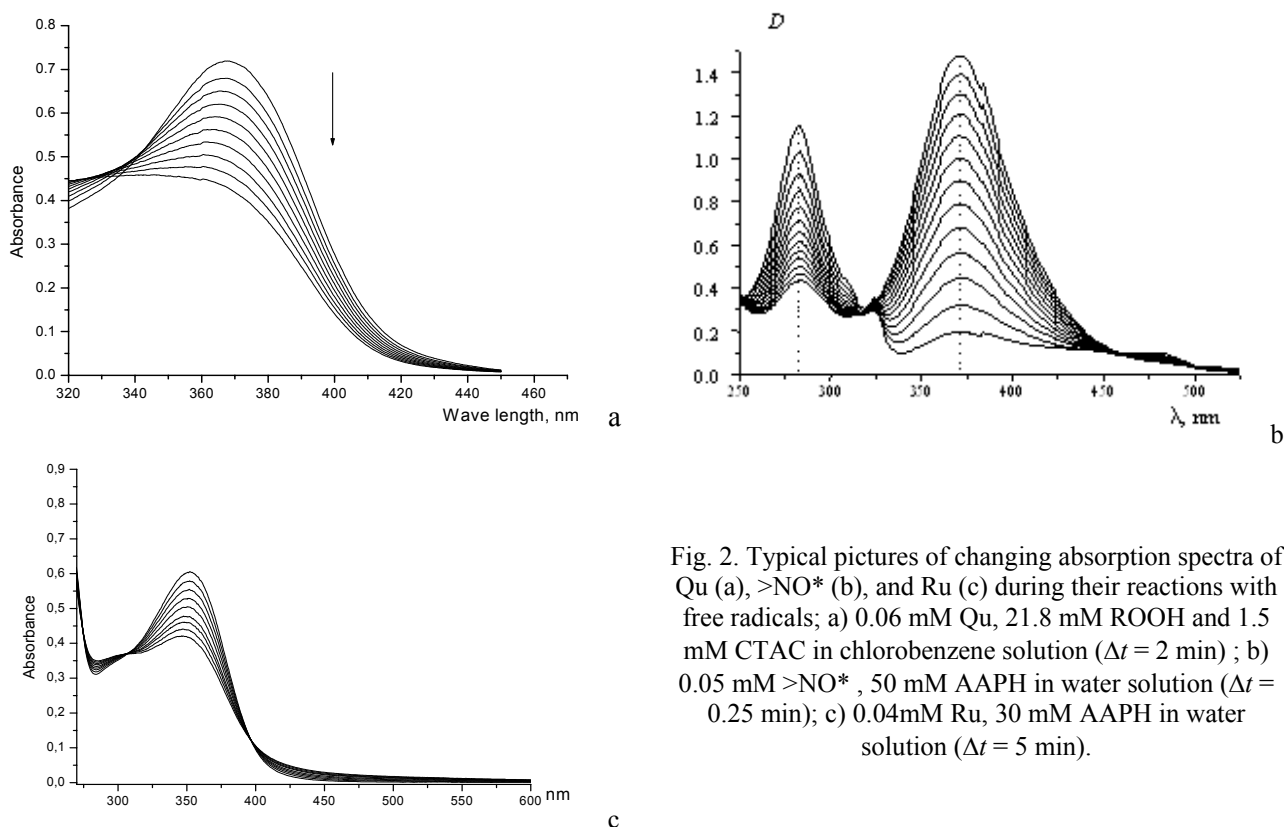 0.8
0.7
0.6
0.5
0.4
0.3
0.2
0.1
0.0
Absorbance
320 340 360 380 400 420 440 460
Wave length, nm
a
D
1.4
1.2
1.0
0.8
0.6
0.4
0.2
0.0
250 300 350 400 450 500
λ, nm
b
0,9
0,8
0,7
0,6
0,5
0,4
0,3
0,2
0,1
0,0
Absorbance
300 350 400 450 500 550 600 nm
c
Fig. 2. Typical pictures of changing absorption spectra of
Qu (a), >NO* (b), and Ru (c) during their reactions with
free radicals; a) 0.06 mM Qu, 21.8 mM ROOH and 1.5
mM CTAC in chlorobenzene solution (Δt = 2 min) ; b)
0.05 mM >NO* , 50 mM AAPH in water solution (Δt =
0.25 min); c) 0.04mM Ru, 30 mM AAPH in water
solution (Δt = 5 min).